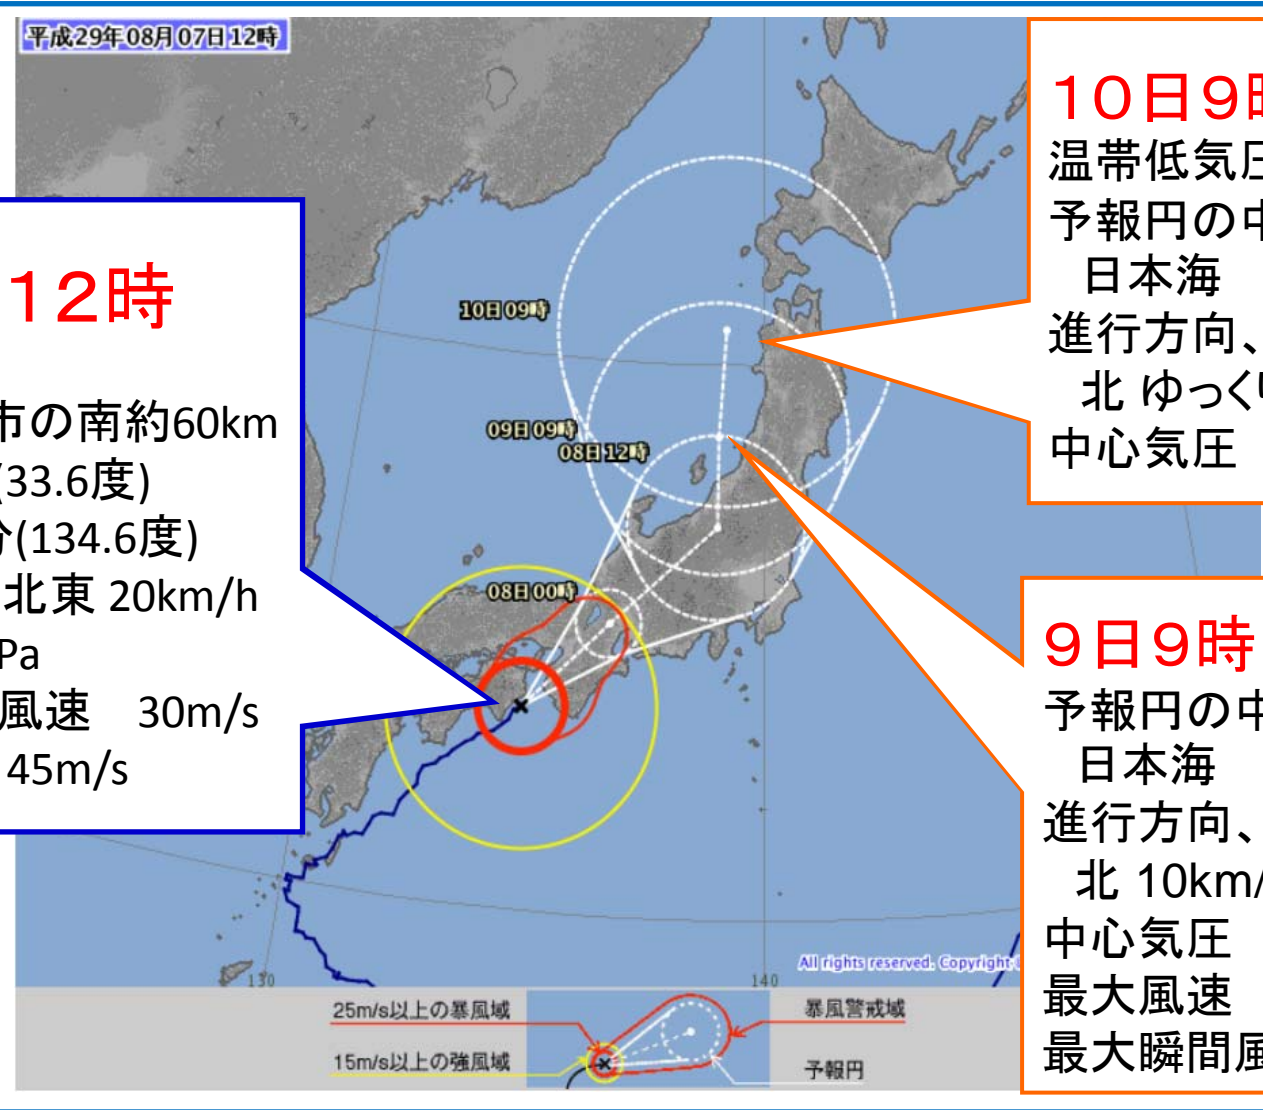 平成29年08月07日12時
10日09時
09日09時
08日12時
08日00時
130
140
All rights reserved. Copyright
12時
市の南約60km
(33.6度)
分(134.6度)
北東 20km/h
Pa
風速 30m/s
45m/s
10日9時
温帯低気圧
予報円の中
日本海
進行方向、
北 ゆっくり
中心気圧
9日9時
予報円の中
日本海
進行方向、
北 10km/
中心気圧
最大風速
最大瞬間風
25m/s以上の暴風域
15m/s以上の強風域
暴風警戒域
予報円